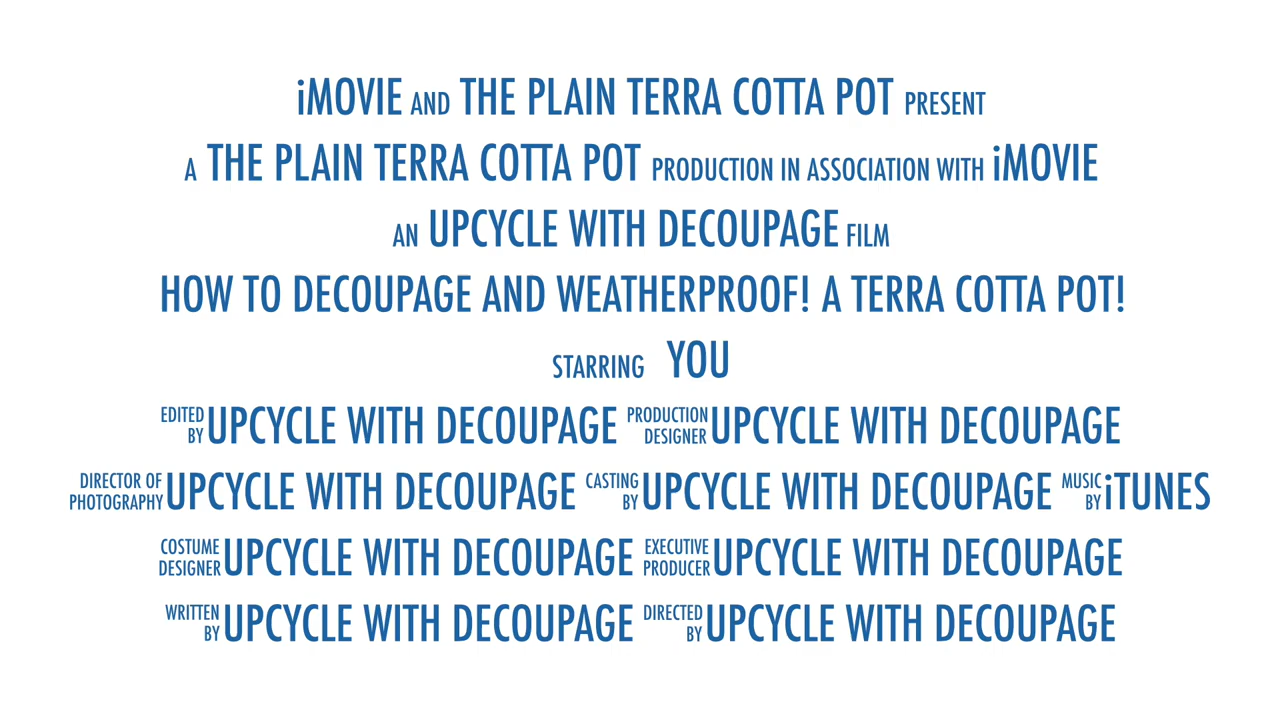 iMOVIE AND THE PLAIN TERRA COTTA POT PRESENT
A THE PLAIN TERRA COTTA POT PRODUCTION IN ASSOCIATION WITH iMOVIE
AN UPCYCLE WITH DECOUPAGE FILM
HOW TO DECOUPAGE AND WEATHERPROOF! A TERRA COTTA POT!
STARRING YOU
EDITED BY UPCYCLE WITH DECOUPAGE PRODUCTION DESIGNER UPCYCLE WITH DECOUPAGE
DIRECTOR OF PHOTOGRAPHY UPCYCLE WITH DECOUPAGE CASTING BY UPCYCLE WITH DECOUPAGE MUSIC BY iTUNES
COSTUME DESIGNER UPCYCLE WITH DECOUPAGE EXECUTIVE PRODUCER UPCYCLE WITH DECOUPAGE
WRITTEN BY UPCYCLE WITH DECOUPAGE DIRECTED BY UPCYCLE WITH DECOUPAGE